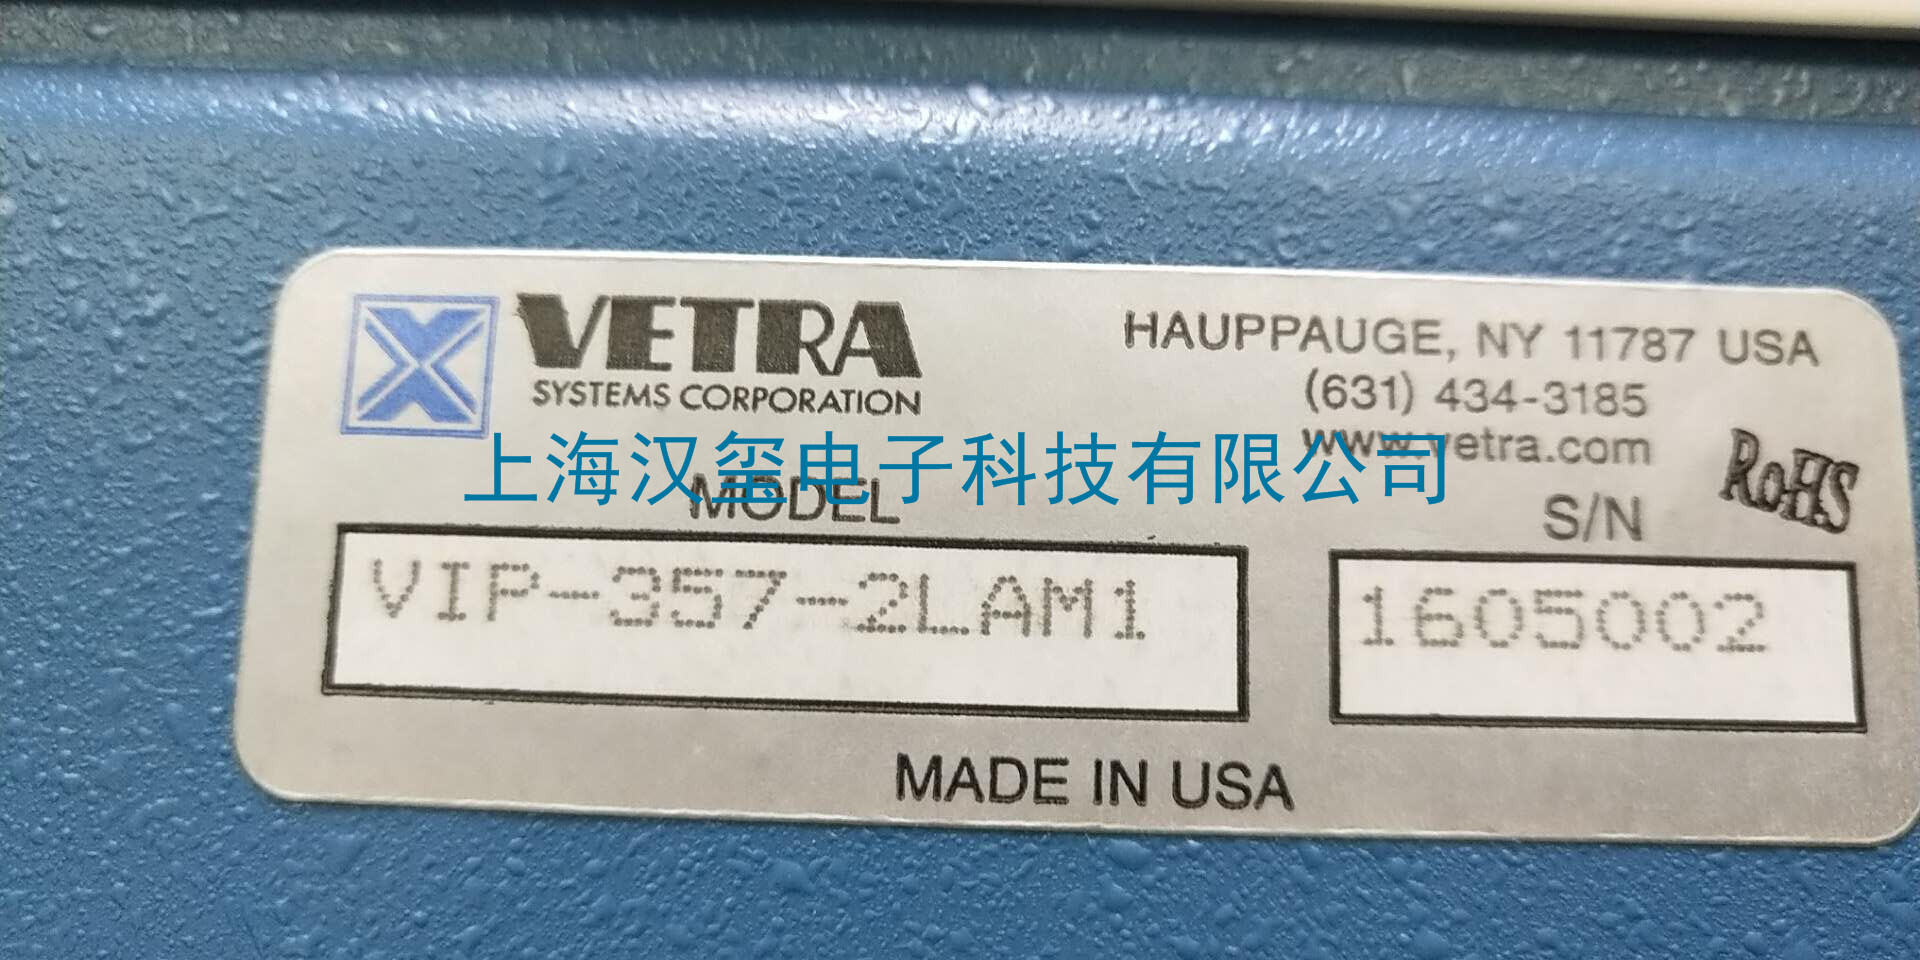 VETRA
SYSTEMS CORPORATION
HAUPPAUGE, NY 11787 USA
(631) 434-3185
www.vetra.com
RoHS
上海汉玺电子科技有限公司
MODEL
S/N
VIP-357-2LAM1
1605002
MADE IN USA